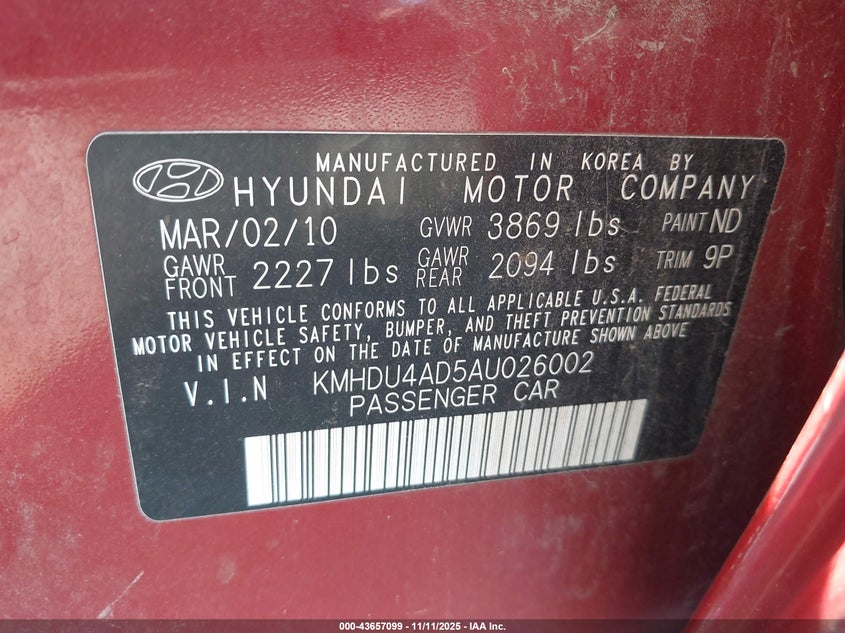 MANUFACTURED IN KOREA BY
HYUNDAI MOTOR COMPANY
MAR/02/10 GVWR 3869 lbs PAINT ND
GAWR FRONT 2227 lbs GAWR REAR 2094 lbs TRIM 9P
THIS VEHICLE CONFORMS TO ALL APPLICABLE U.S.A. FEDERAL
MOTOR VEHICLE SAFETY, BUMPER, AND THEFT PREVENTION STANDARDS
IN EFFECT ON THE DATE OF MANUFACTURE SHOWN ABOVE
V.I.N KMHDU4AD5AU026002
PASSENGER CAR
000-43657099 - 11/11/2025 - IAA Inc.